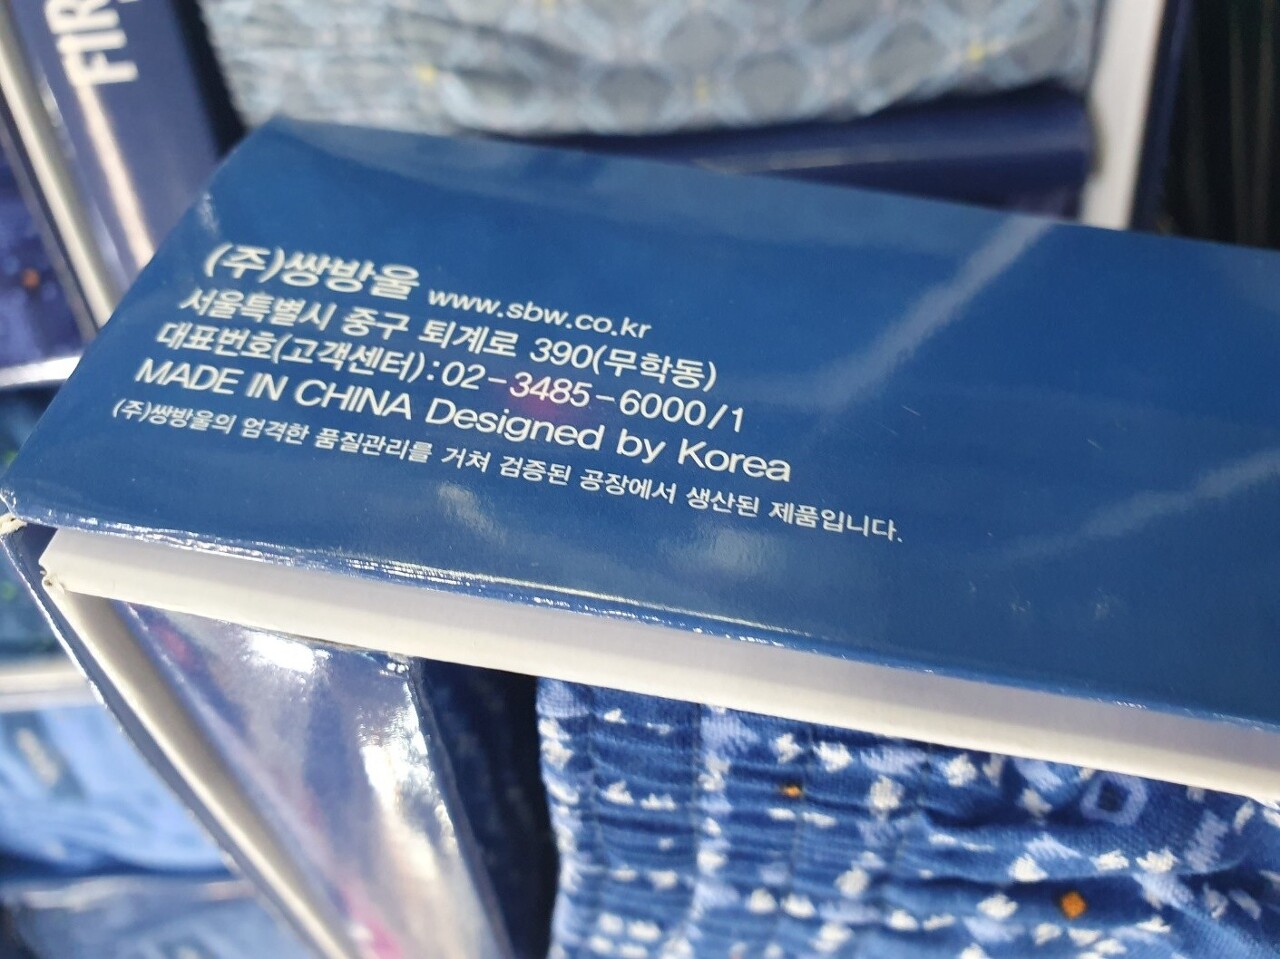 FIR
(주)쌍방울 www.sbw.co.kr
서울특별시 중구 퇴계로 390(무학동)
대표번호(고객센터):02-3485-6000/1
MADE IN CHINA Designed by Korea
(주)쌍방울의 엄격한 품질관리를 거쳐 검증된 공장에서 생산된 제품입니다.